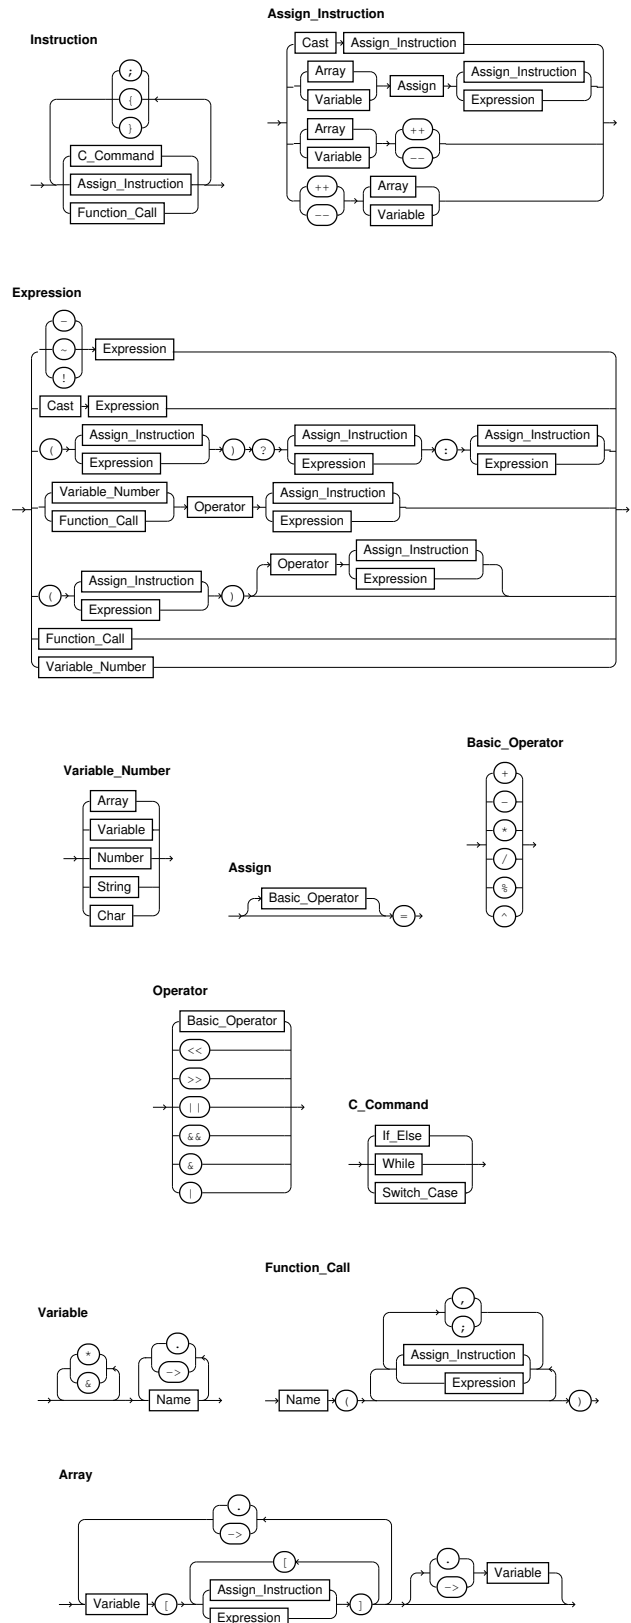 Assign_Instruction
Instruction
Cast Assign_Instruction
Array Assign_Instruction
Assign
Variable Expression
; { }
Array ++
Variable --
C_Command
Assign_Instruction
Function_Call
++ Array
-- Variable
Expression
-
~ Expression
!
Cast Expression
( Assign_Instruction ) ? Assign_Instruction : Assign_Instruction
Expression Expression Expression
Variable_Number Operator Assign_Instruction
Function_Call Expression
Operator Assign_Instruction
Expression
( Assign_Instruction )
Expression
Function_Call
Variable_Number
Basic_Operator
+
-
*
/
%
^
Variable_Number
Array
Variable
Number
String
Char
Assign
Basic_Operator
=
Operator
Basic_Operator
<<
>>
||
&&
&
|
C_Command
If_Else
While
Switch_Case
Function_Call
,
;
Assign_Instruction
Expression
Name ( )
Variable
* .
& ->
Name
Array
.
->
[
Assign_Instruction
Variable [ ]
Expression
.
-> Variable